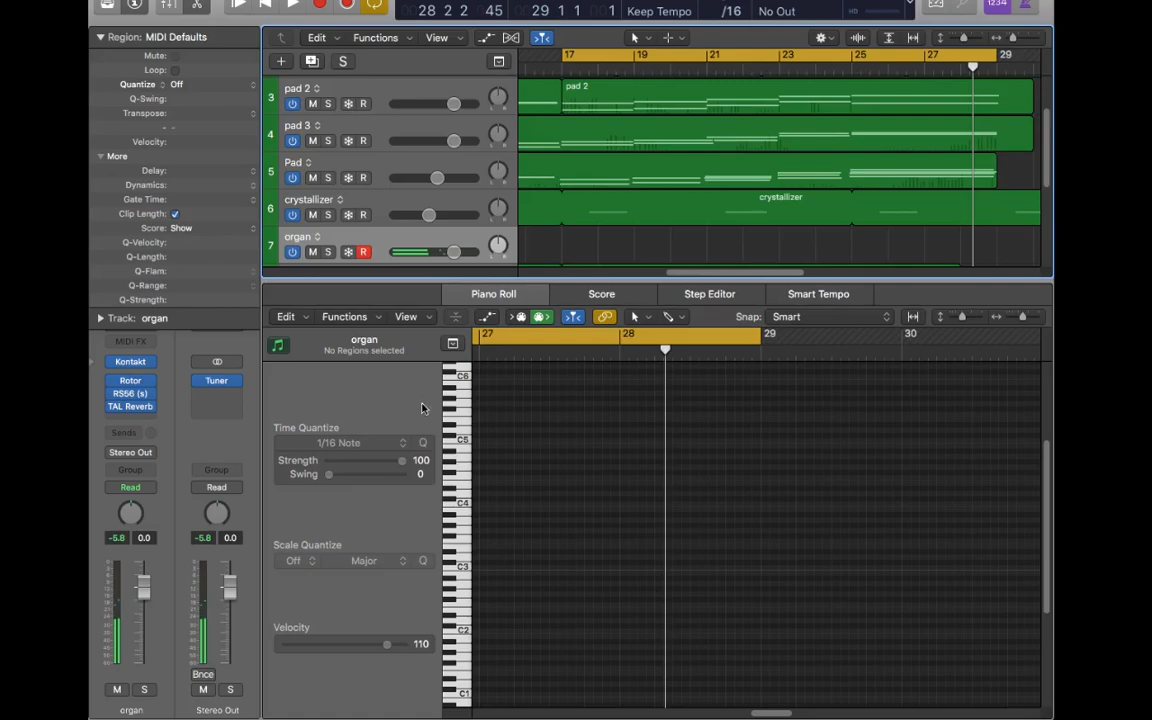 28 2 2 45 29 1 1 1 Keep Tempo /16 No Out HD 1234
Region: MIDI Defaults
Mute:
Loop:
Quantize Off
Q-Swing:
Transpose:
Velocity:
More
Delay:
Dynamics:
Gate Time:
Clip Length:
Score: Show
Q-Velocity:
Q-Length:
Q-Flam:
Q-Range:
Q-Strength:
Track: organ
MIDI FX
Kontakt
Rotor Tuner
RS56 (s)
TAL Reverb
Sends
Stereo Out
Group Group
Read Read
-5.8 0.0 -5.8 0.0
Bnce
M S M S
organ Stereo Out
Edit Functions View
S 17 19 21 23 25 27 29
3 pad 2 pad 2
M S R
4 pad 3
M S R
5 Pad
M S R
6 crystallizer crystallizer
M S R
7 organ
M S R
Piano Roll Score Step Editor Smart Tempo
Edit Functions View Snap: Smart
organ 27 28 29 30
No Regions selected
C6
Time Quantize C5
1/16 Note Q
Strength 100
Swing 0
C4
Scale Quantize
Off Major Q C3
Velocity C2
110
C1